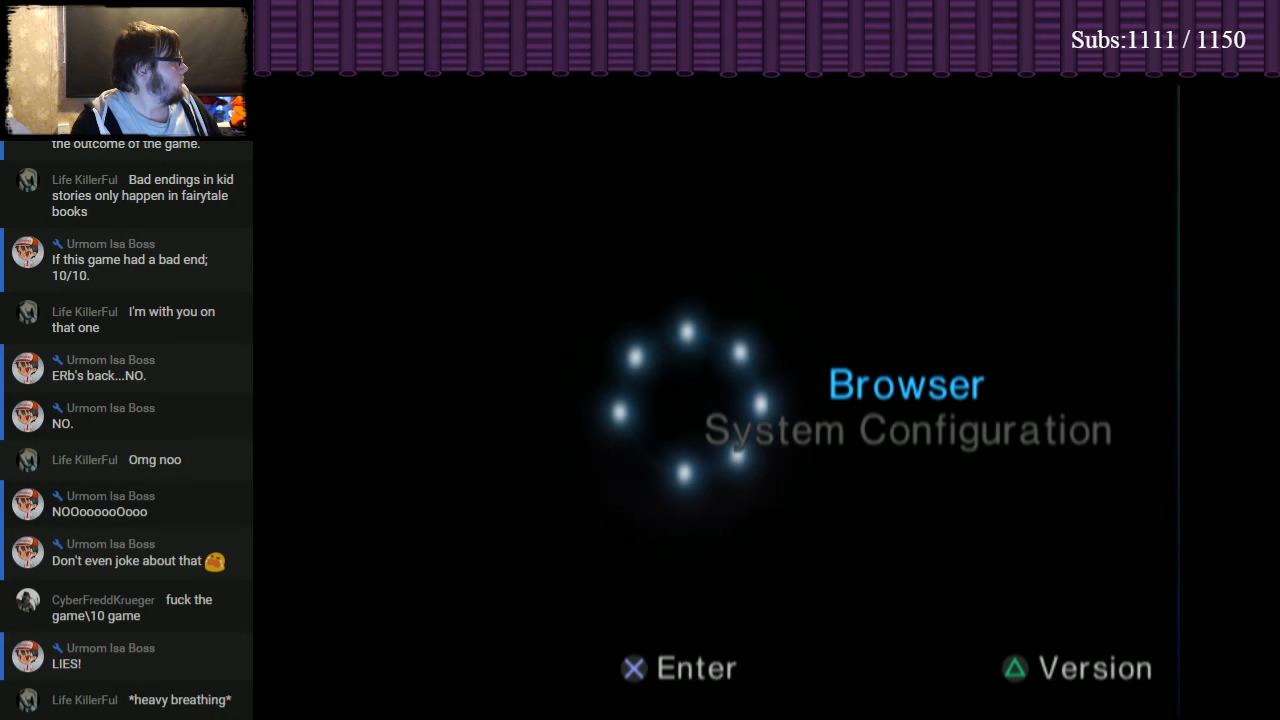 Subs:1111 / 1150
the outcome of the game.
Life KillerFul Bad endings in kid
stories only happen in fairytale
books
Urmom Isa Boss
If this game had a bad end;
10/10.
Life KillerFul I'm with you on
that one
Urmom Isa Boss
ERb's back...NO.
Urmom Isa Boss
NO.
Life KillerFul Omg noo
Urmom Isa Boss
NOOoooooOooo
Urmom Isa Boss
Don't even joke about that
CyberFreddKrueger fuck the
game\10 game
Urmom Isa Boss
LIES!
Life KillerFul *heavy breathing*
Browser
System Configuration
Enter
Version